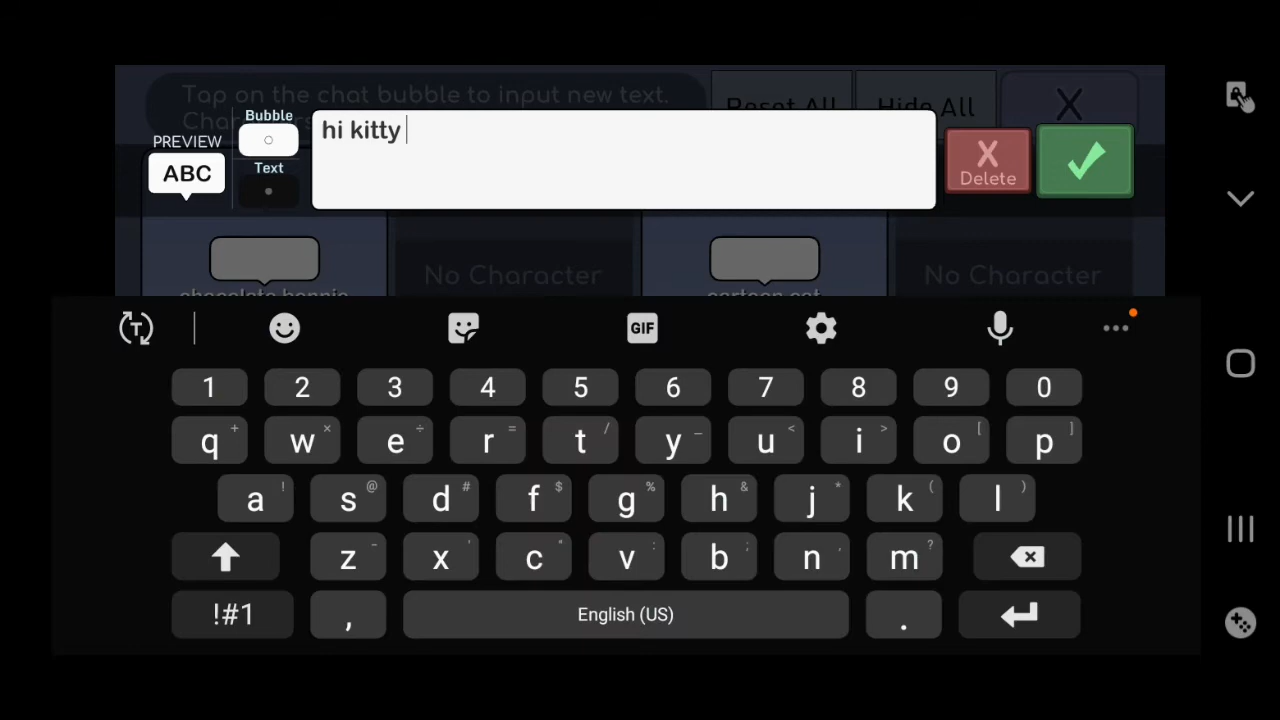 Tap on the chat bubble to input new text.
Reset All
Hide All
X
Bubble
PREVIEW
ABC
Text
hi kitty
X
Delete
No Character
No Character
GIF
1 2 3 4 5 6 7 8 9 0
q + w × e ÷ r = t / y _ u < i > o [ p ]
a ! s @ d # f $ g % h & j * k ( l )
z - x ' c " v : b ; n , m ?
!#1 , English (US) .